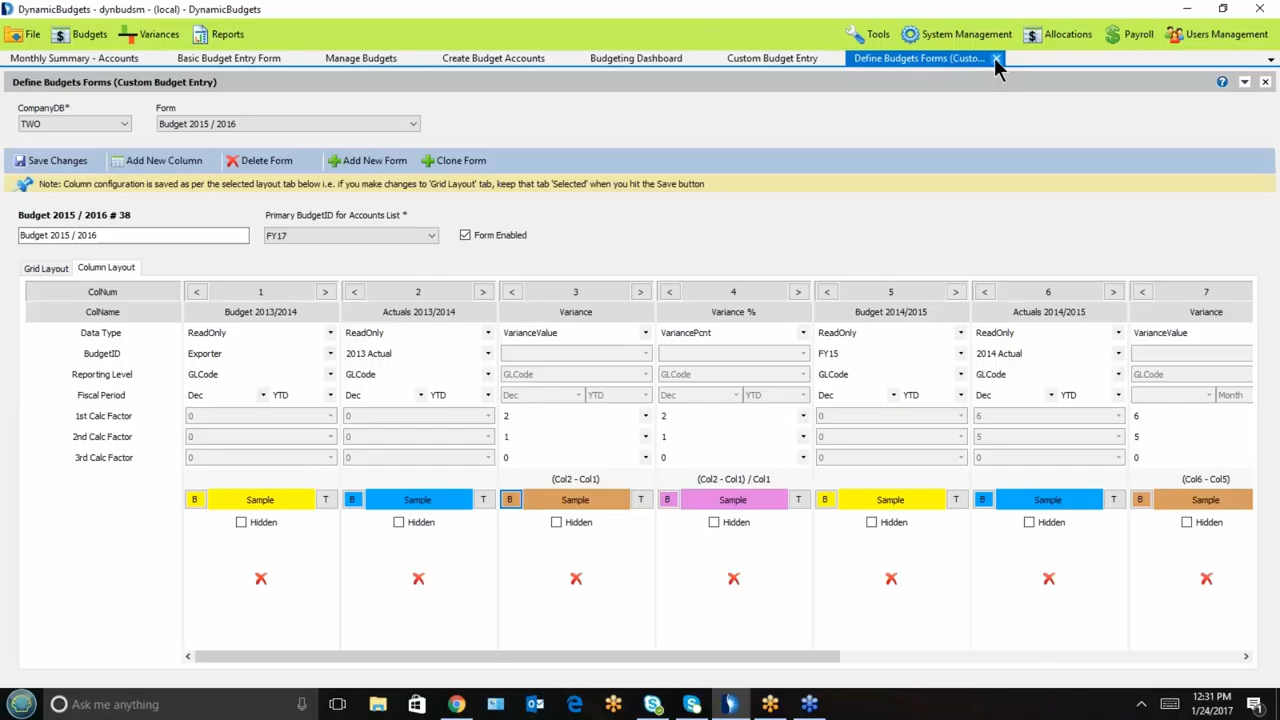 DynamicBudgets - dynbudsm - (local) - DynamicBudgets
File Budgets Variances Reports Tools System Management Allocations Payroll Users Management
Monthly Summary - Accounts Basic Budget Entry Form Manage Budgets Create Budget Accounts Budgeting Dashboard Custom Budget Entry Define Budgets Forms (Custo...
Define Budgets Forms (Custom Budget Entry)
CompanyDB* Form
TWO Budget 2015 / 2016
Save Changes Add New Column Delete Form Add New Form Clone Form
Note: Column configuration is saved as per the selected layout tab below i.e. if you make changes to 'Grid Layout' tab, keep that tab 'Selected' when you hit the Save button
Budget 2015 / 2016 # 38 Primary BudgetID for Accounts List *
Budget 2015 / 2016 FY17 Form Enabled
Grid Layout Column Layout
ColNum < 1 > < 2 > < 3 > < 4 > < 5 > < 6 > < 7
ColName Budget 2013/2014 Actuals 2013/2014 Variance Variance % Budget 2014/2015 Actuals 2014/2015 Variance
Data Type ReadOnly ReadOnly VarianceValue VariancePcnt ReadOnly ReadOnly VarianceValue
BudgetID Exporter 2013 Actual FY15 2014 Actual
Reporting Level GLCode GLCode GLCode GLCode GLCode GLCode GLCode
Fiscal Period Dec YTD Dec YTD Dec YTD Dec YTD Dec YTD Dec YTD Month
1st Calc Factor 0 0 2 2 0 6 6
2nd Calc Factor 0 0 1 1 0 5 5
3rd Calc Factor 0 0 0 0 0 0 0
(Col2 - Col1) (Col2 - Col1) / Col1 (Col6 - Col5)
B Sample T B Sample T B Sample T B Sample T B Sample T B Sample T B Sample
Hidden Hidden Hidden Hidden Hidden Hidden Hidden
Ask me anything
12:31 PM
1/24/2017